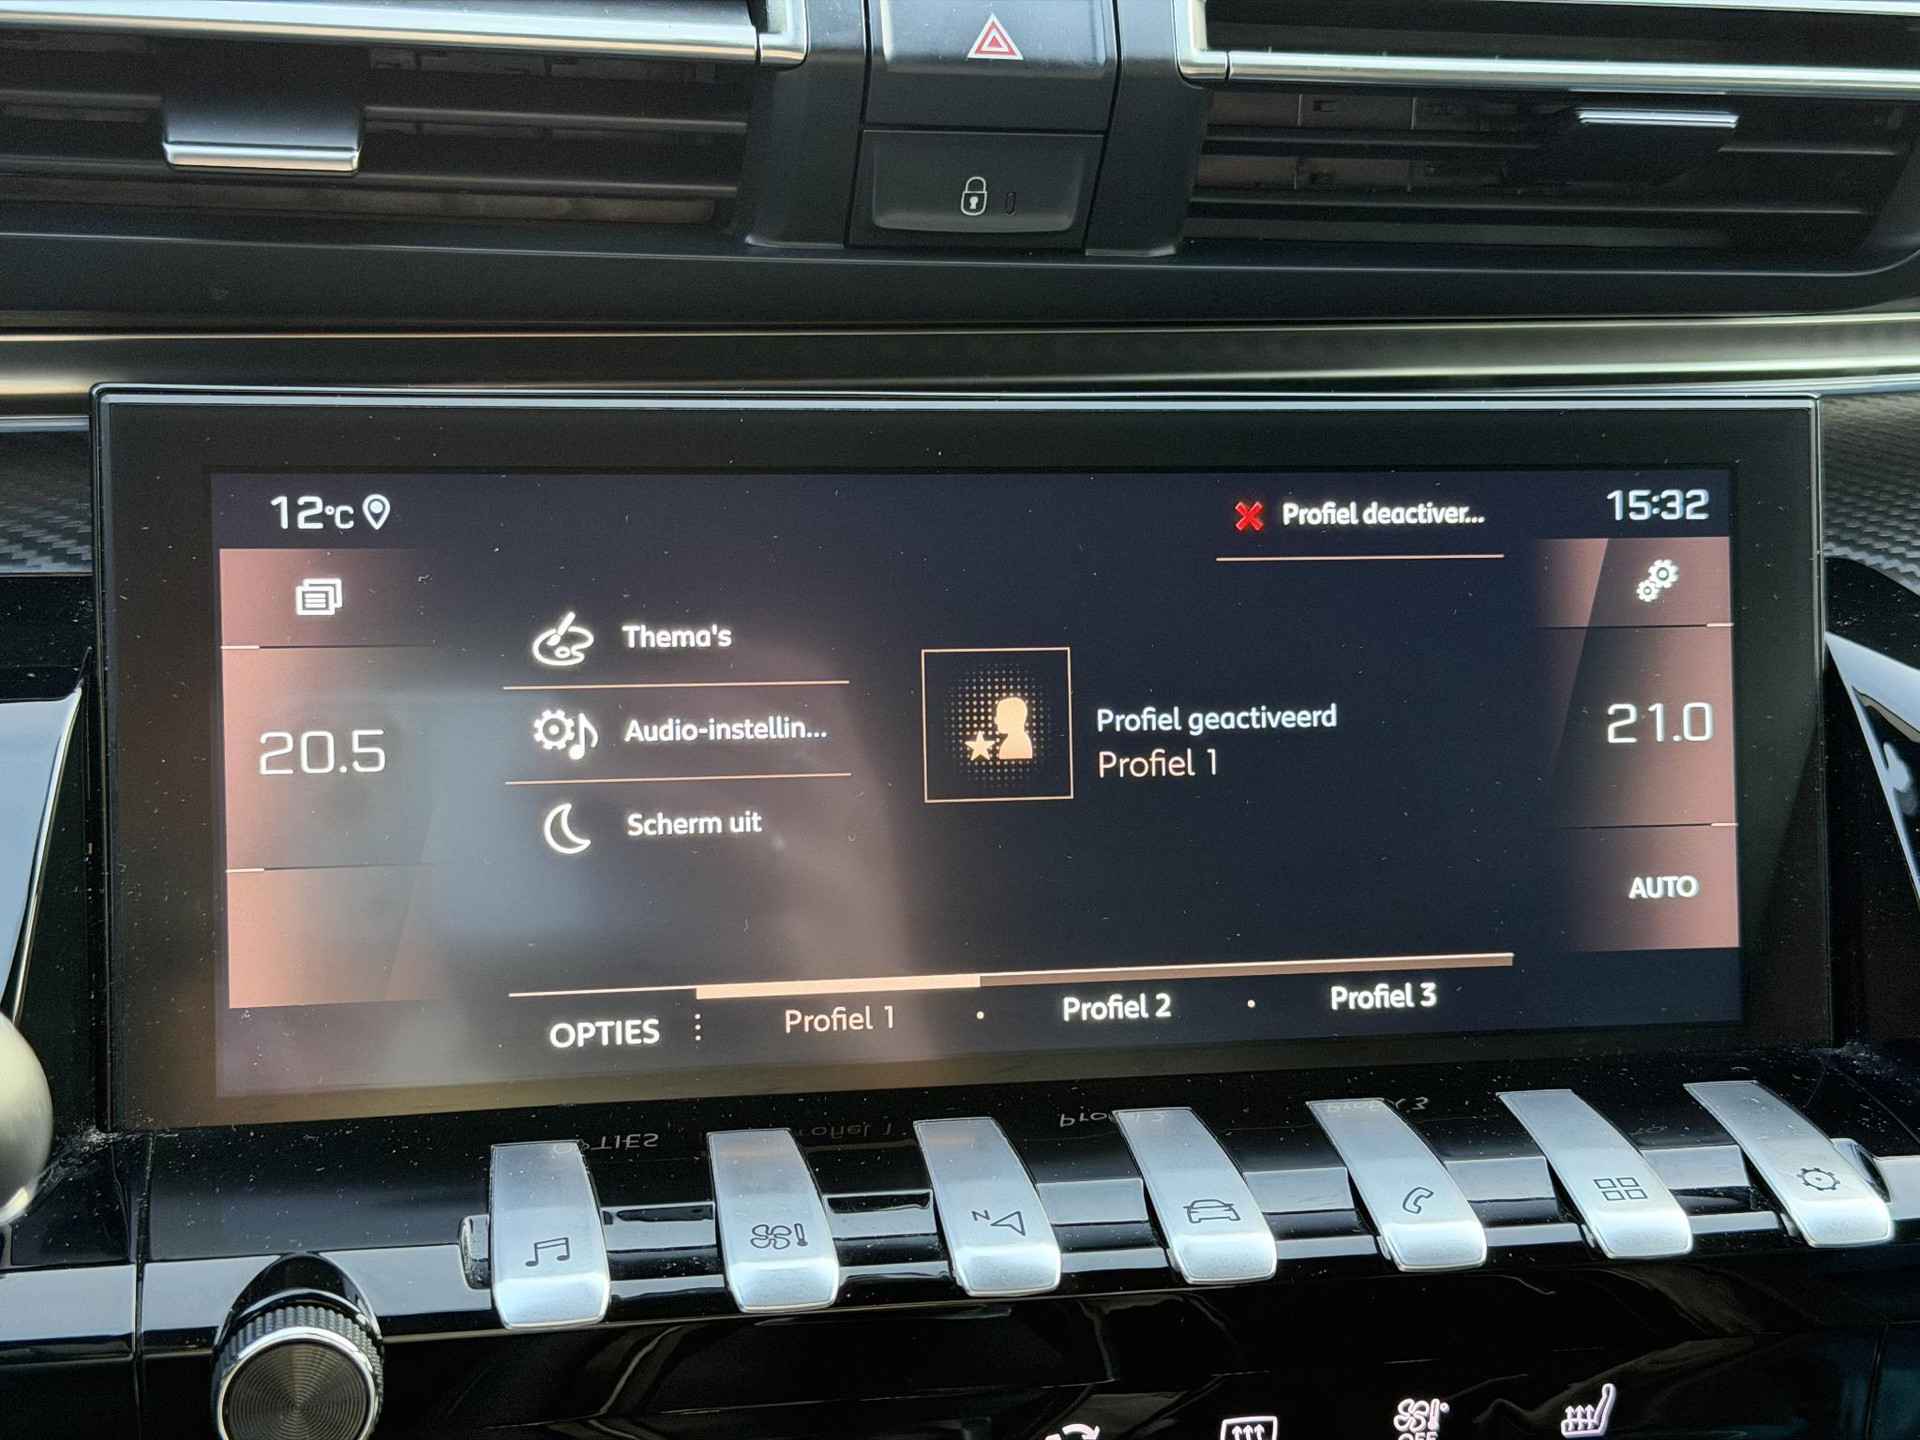 12°C
Profiel deactiver...
15:32
Thema's
20.5
Audio-instellin...
Profiel geactiveerd
Profiel 1
21.0
Scherm uit
AUTO
OPTIES
Profiel 1
Profiel 2
Profiel 3
N
OFF